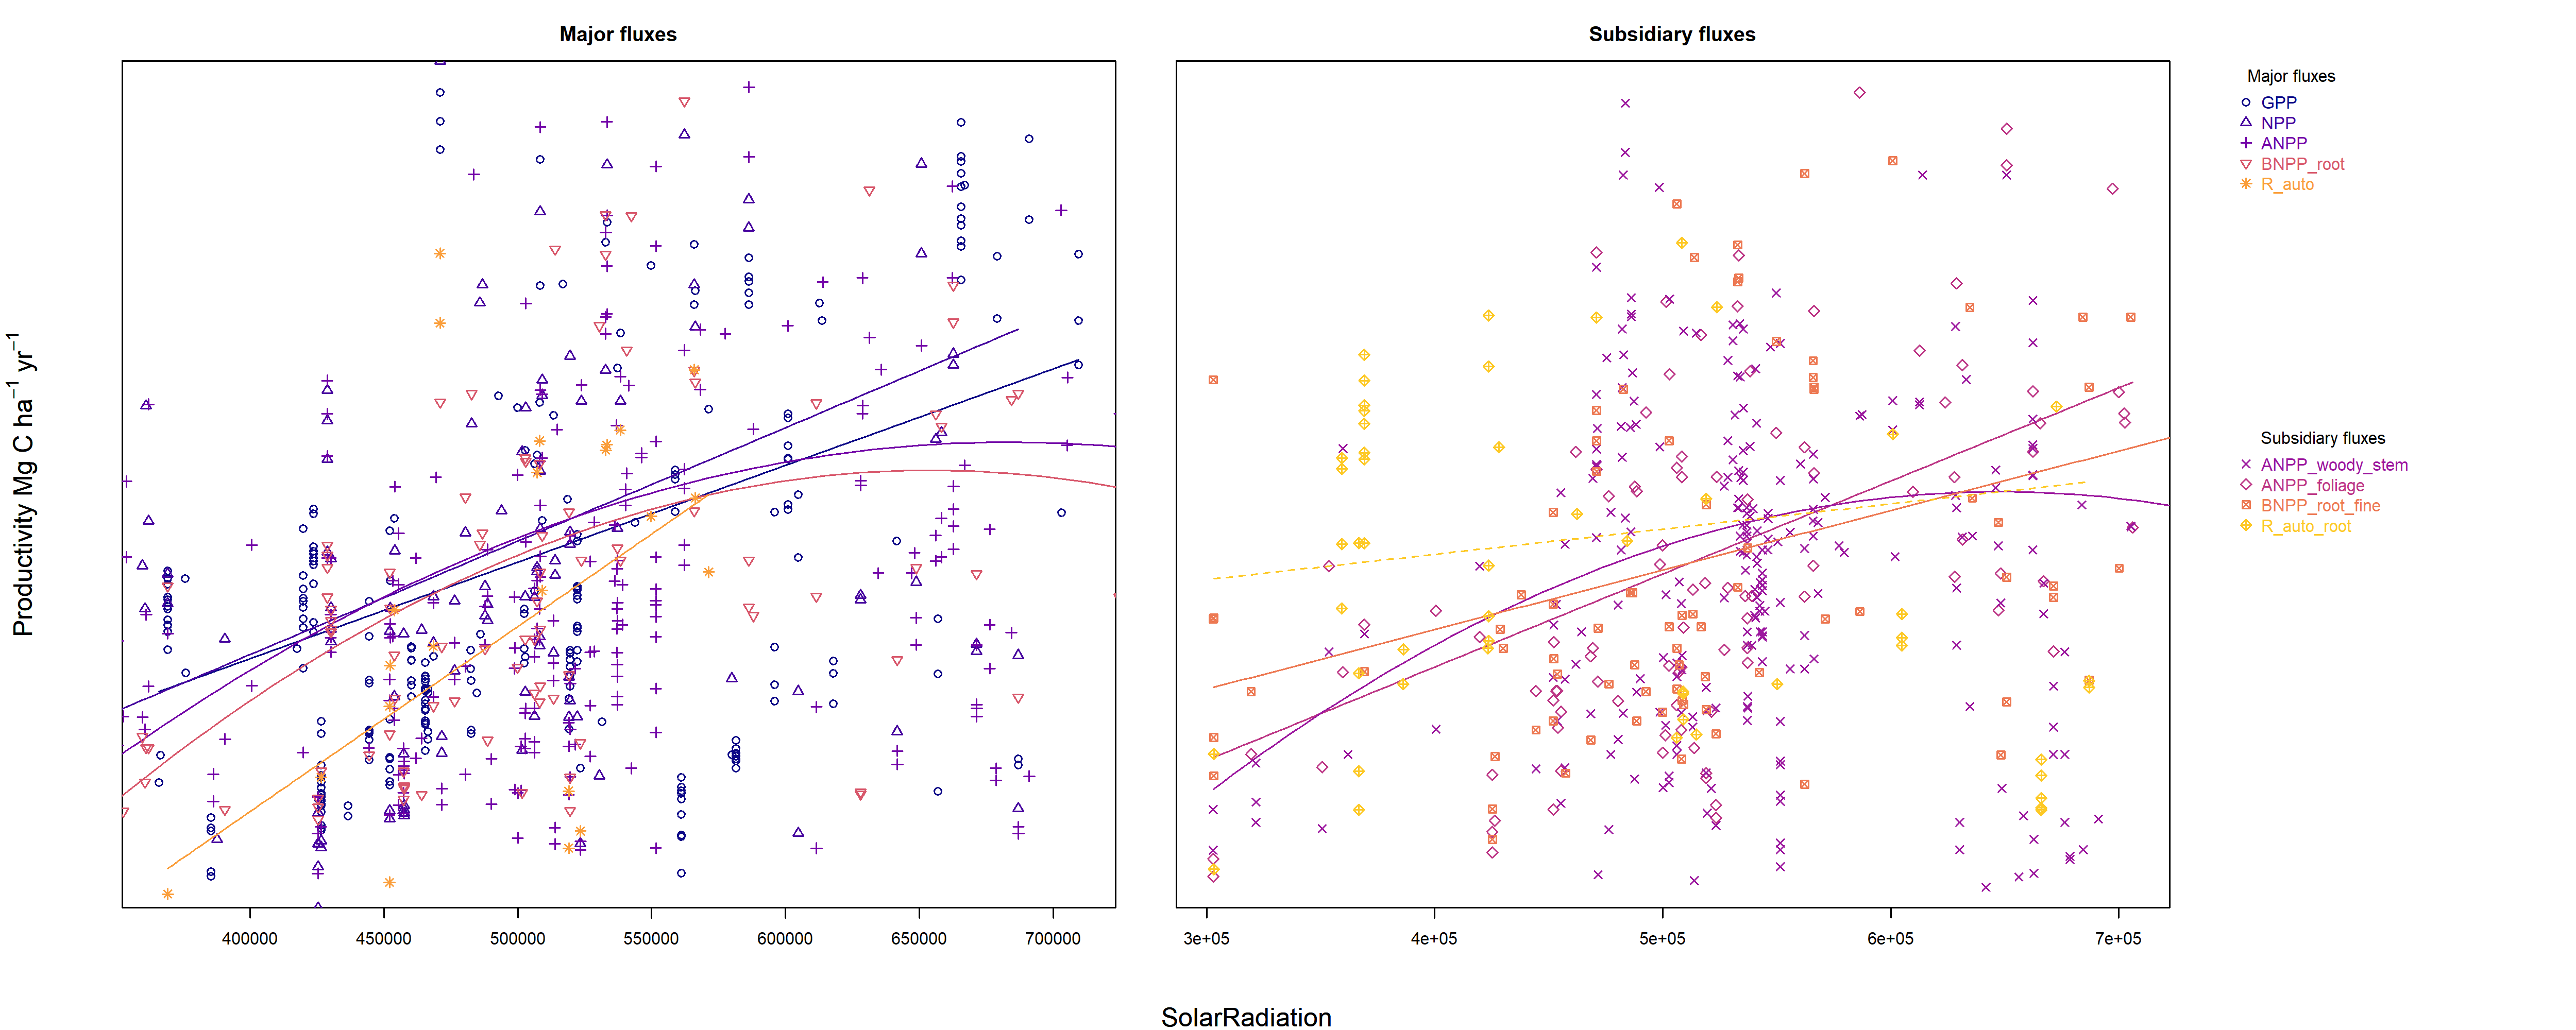 Major fluxes
Subsidiary fluxes
Productivity Mg C ha⁻¹ yr⁻¹
400000 450000 500000 550000 600000 650000 700000
3e+05 4e+05 5e+05 6e+05 7e+05
SolarRadiation
Major fluxes
GPP
NPP
ANPP
BNPP_root
R_auto
Subsidiary fluxes
ANPP_woody_stem
ANPP_foliage
BNPP_root_fine
R_auto_root